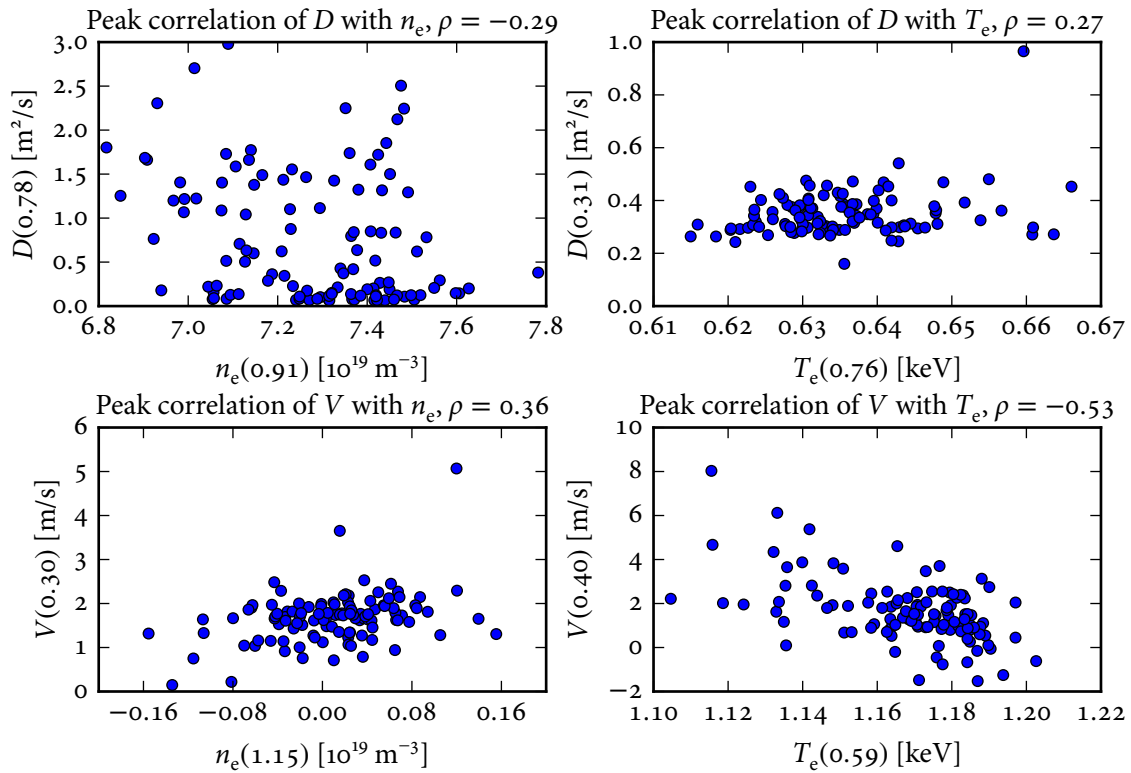 Peak correlation of D with nₑ, ρ = −0.29
3.0
2.5
2.0
1.5
1.0
0.5
0.0
D(0.78) [m²/s]
6.8 7.0 7.2 7.4 7.6 7.8
nₑ(0.91) [10¹⁹ m⁻³]
Peak correlation of D with Tₑ, ρ = 0.27
1.0
0.8
0.6
0.4
0.2
0.0
D(0.31) [m²/s]
0.61 0.62 0.63 0.64 0.65 0.66 0.67
Tₑ(0.76) [keV]
Peak correlation of V with nₑ, ρ = 0.36
6
5
4
3
2
1
0
V(0.30) [m/s]
−0.16 −0.08 0.00 0.08 0.16
nₑ(1.15) [10¹⁹ m⁻³]
Peak correlation of V with Tₑ, ρ = −0.53
10
8
6
4
2
0
−2
V(0.40) [m/s]
1.10 1.12 1.14 1.16 1.18 1.20 1.22
Tₑ(0.59) [keV]